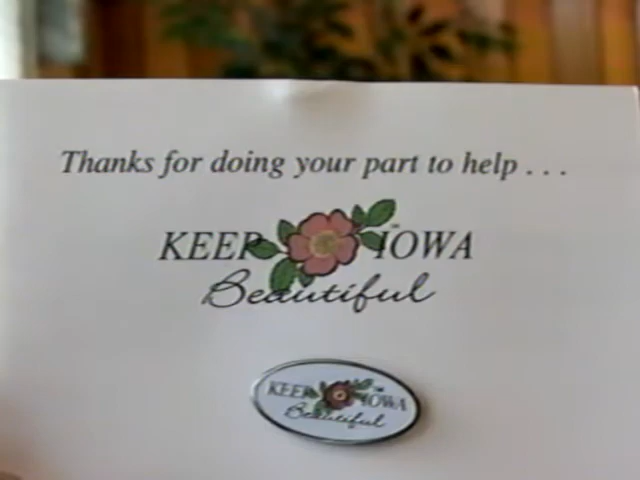 Thanks for doing your part to help . . .
KEEP IOWA
Beautiful
KEEP IOWA
Beautiful